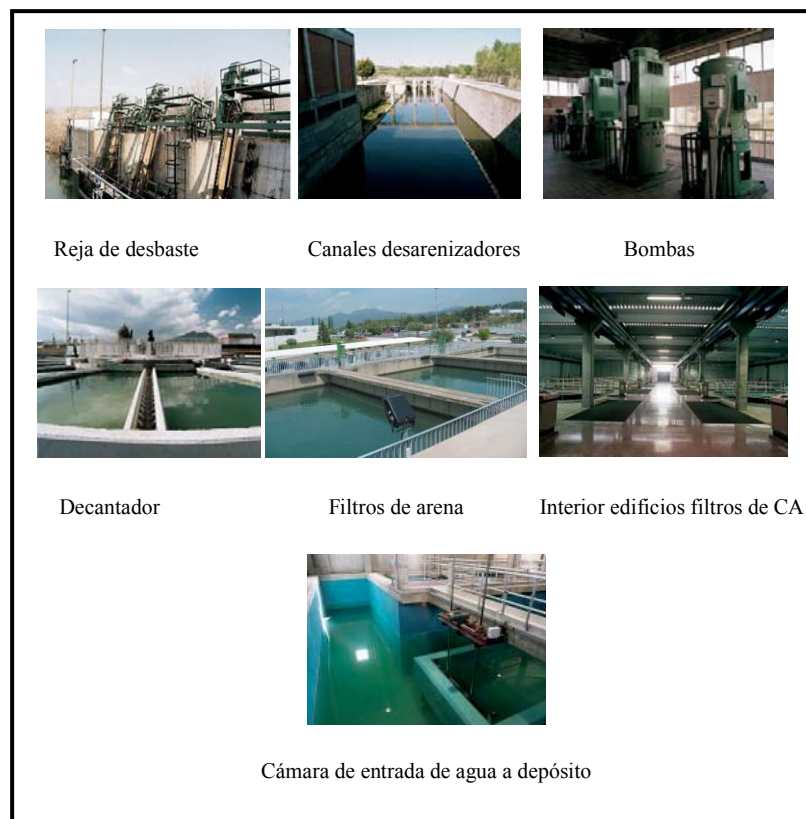 Reja de desbaste
Canales desarenizadores
Bombas
Decantador
Filtros de arena
Interior edificios filtros de CA
Cámara de entrada de agua a depósito